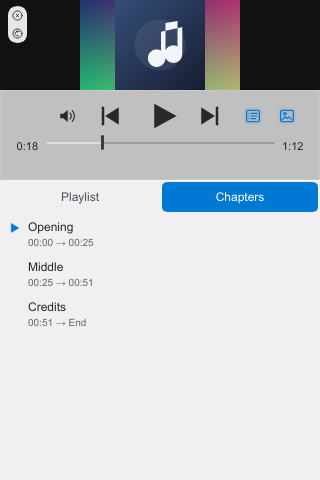 0:18
1:12
Playlist
Chapters
Opening
00:00 → 00:25
Middle
00:25 → 00:51
Credits
00:51 → End